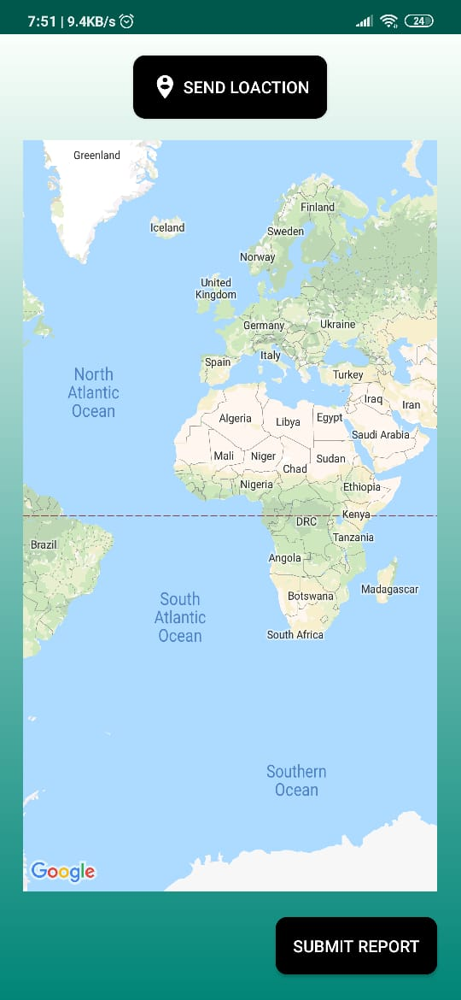 7:51 | 9.4KB/s
24
SEND LOACTION
Greenland
Finland
Iceland
Sweden
Norway
United
Kingdom
Germany
Ukraine
Italy
Spain
Turkey
North
Atlantic
Ocean
Iraq
Iran
Algeria
Libya
Egypt
Saudi Arabia
Mali
Niger
Sudan
Chad
Nigeria
Ethiopia
Kenya
DRC
Tanzania
Brazil
Angola
Madagascar
Botswana
South
Atlantic
Ocean
South Africa
Southern
Ocean
Google
SUBMIT REPORT